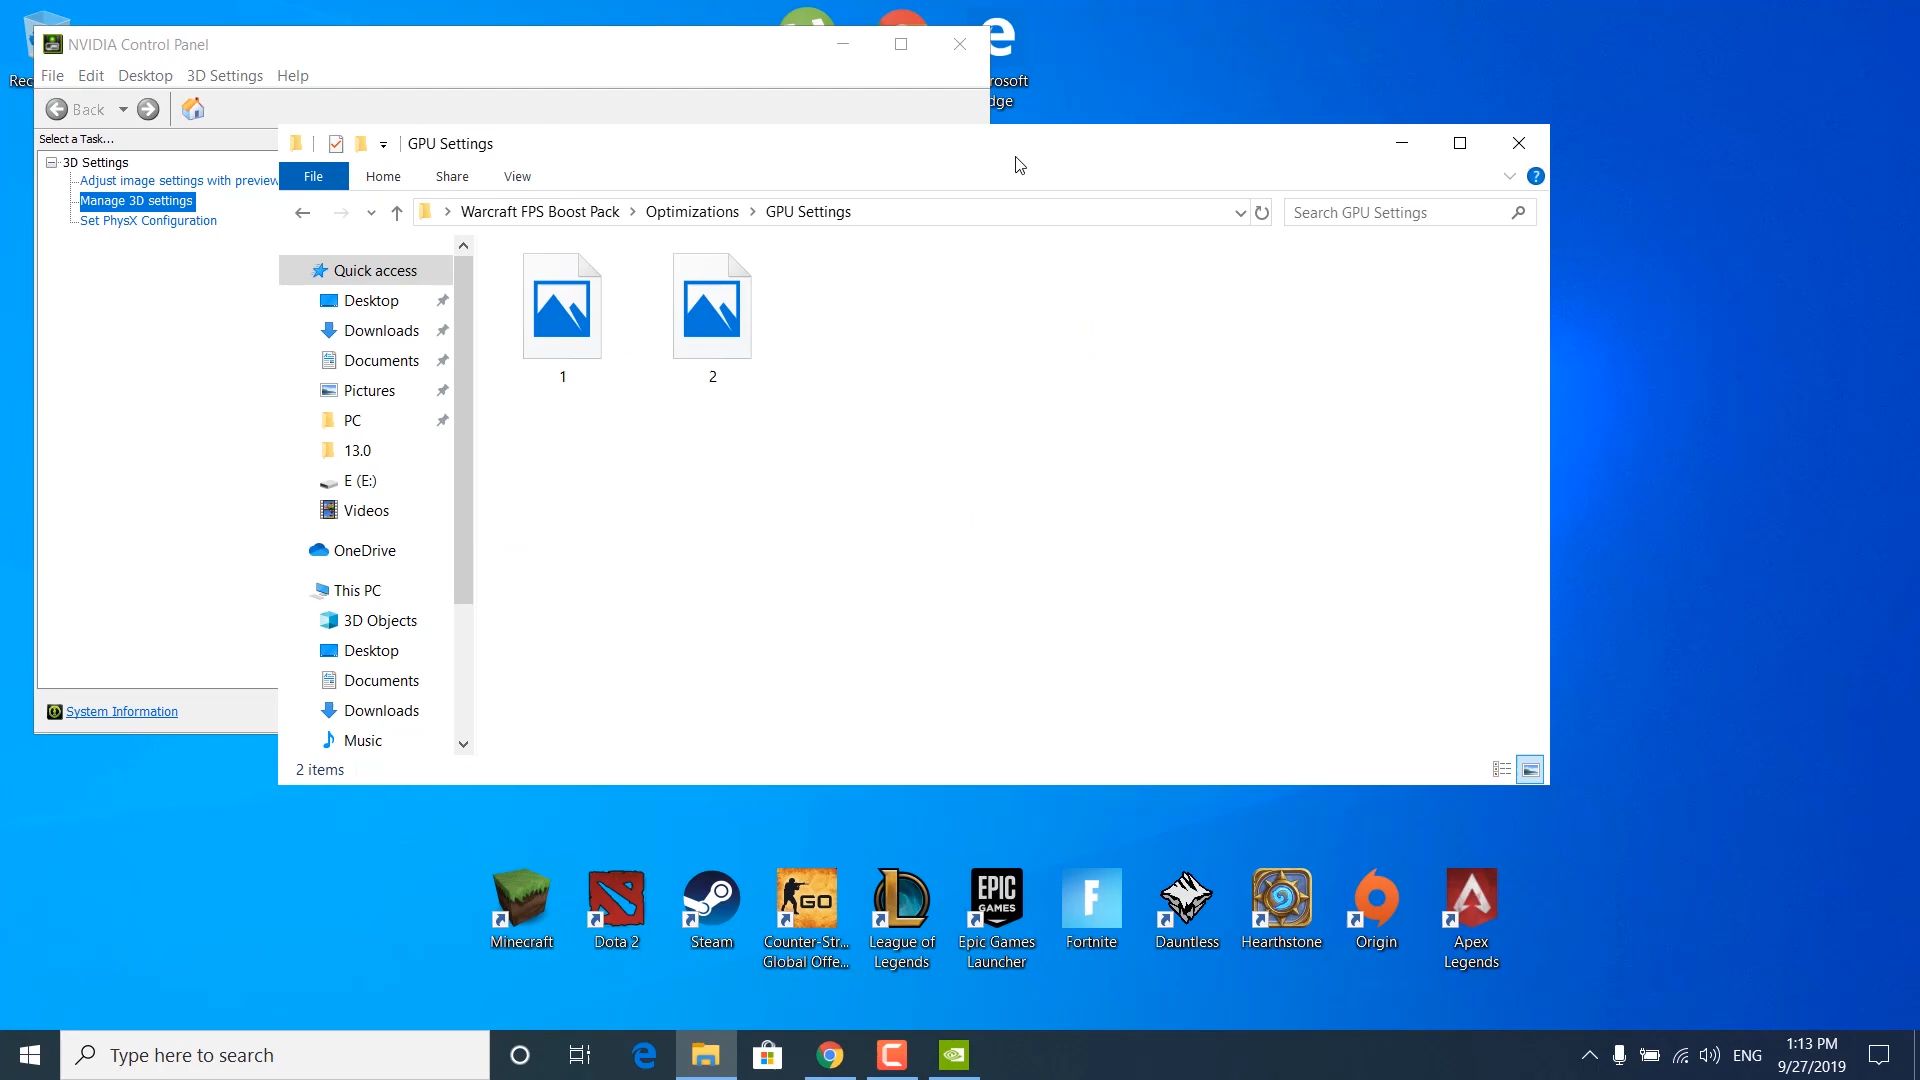 NVIDIA Control Panel
File Edit Desktop 3D Settings Help
Back
Select a Task...
3D Settings
Adjust image settings with preview
Manage 3D settings
Set PhysX Configuration
System Information
rosoft
dge
GPU Settings
File Home Share View
Warcraft FPS Boost Pack > Optimizations > GPU Settings
Search GPU Settings
Quick access
Desktop
Downloads
Documents
Pictures
PC
13.0
E (E:)
Videos
OneDrive
This PC
3D Objects
Desktop
Documents
Downloads
Music
1
2
2 items
Minecraft
Dota 2
Steam
GO
Counter-Str...
Global Offe...
League of
Legends
EPIC
GAMES
Epic Games
Launcher
F
Fortnite
Dauntless
Hearthstone
Origin
Apex
Legends
Type here to search
ENG
1:13 PM
9/27/2019